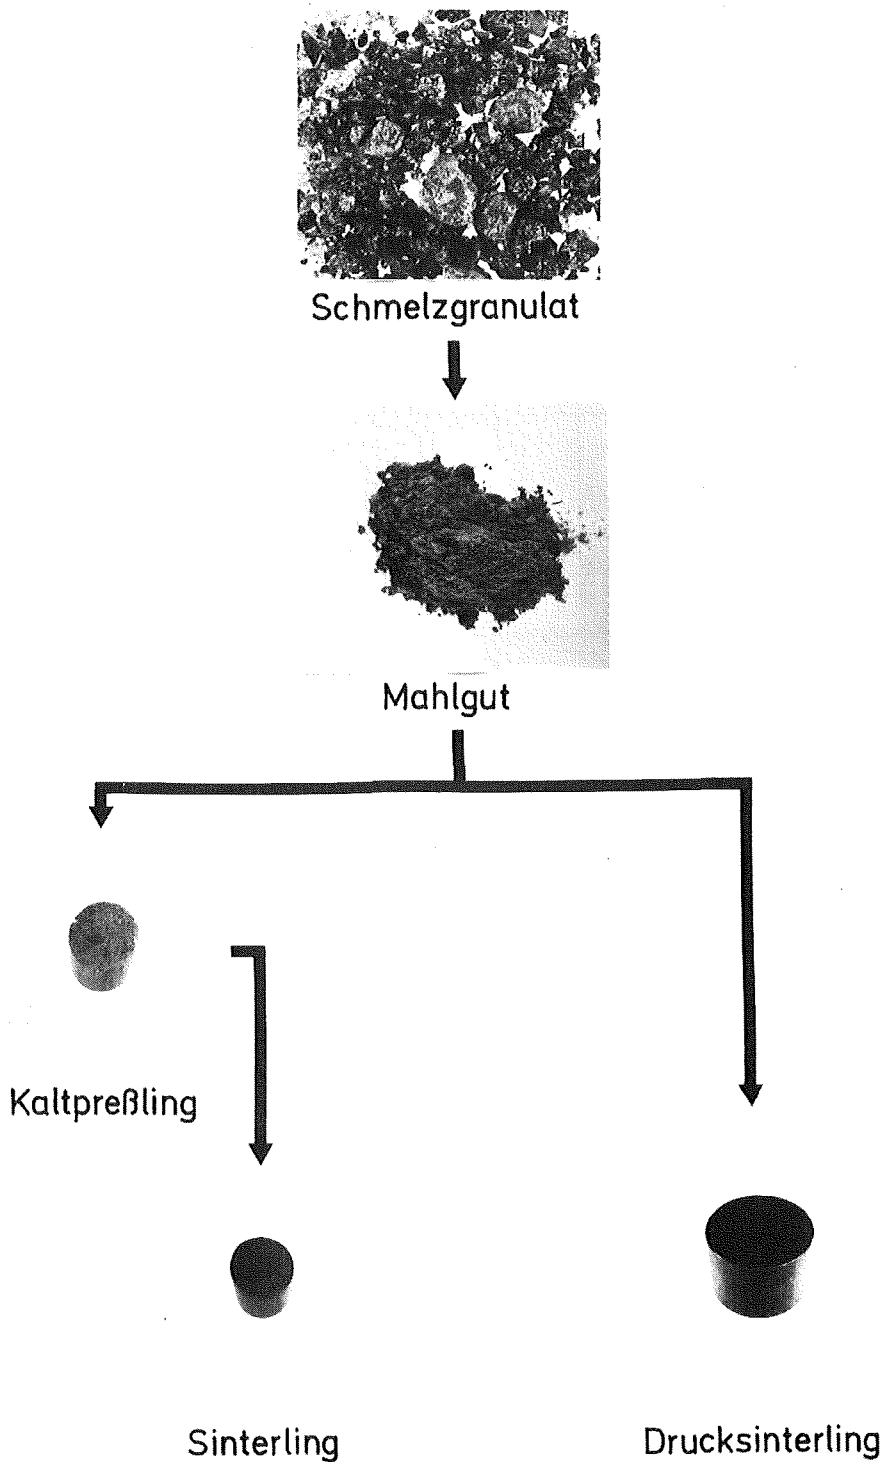 Schmelzgranulat
Mahlgut
Kaltpreßling
Sinterling
Drucksinterling